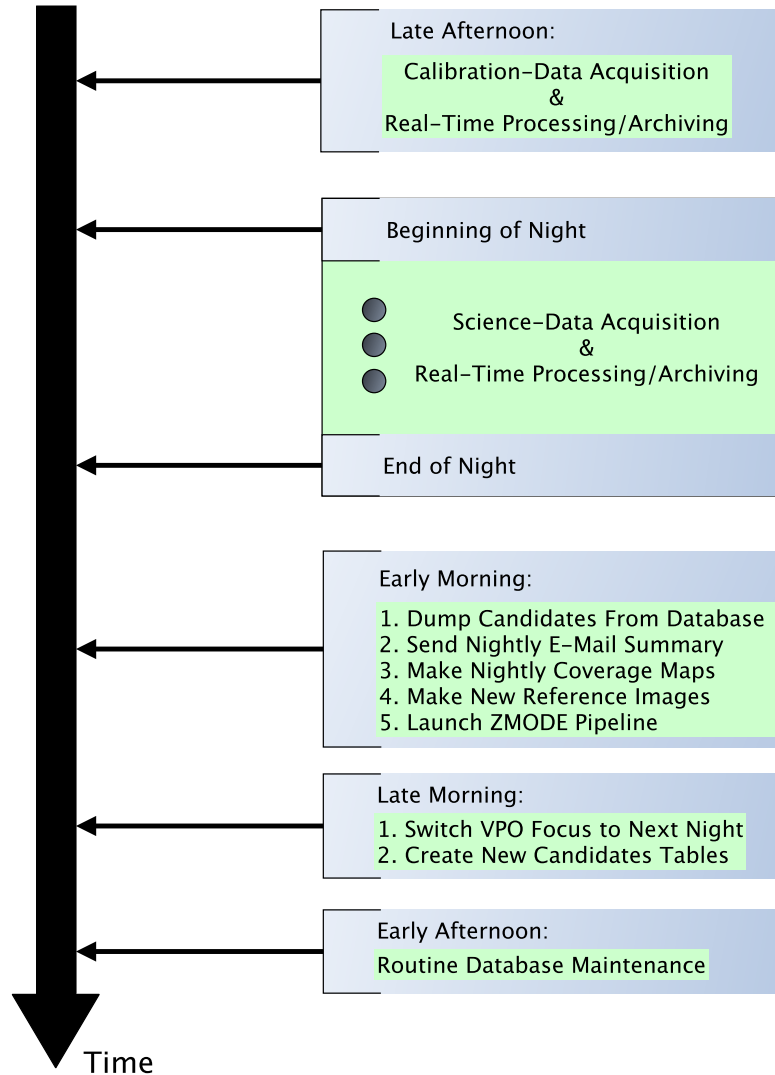 Late Afternoon:
Calibration-Data Acquisition
&
Real-Time Processing/Archiving
Beginning of Night
Science-Data Acquisition
&
Real-Time Processing/Archiving
End of Night
Early Morning:
1. Dump Candidates From Database
2. Send Nightly E-Mail Summary
3. Make Nightly Coverage Maps
4. Make New Reference Images
5. Launch ZMODE Pipeline
Late Morning:
1. Switch VPO Focus to Next Night
2. Create New Candidates Tables
Early Afternoon:
Routine Database Maintenance
Time